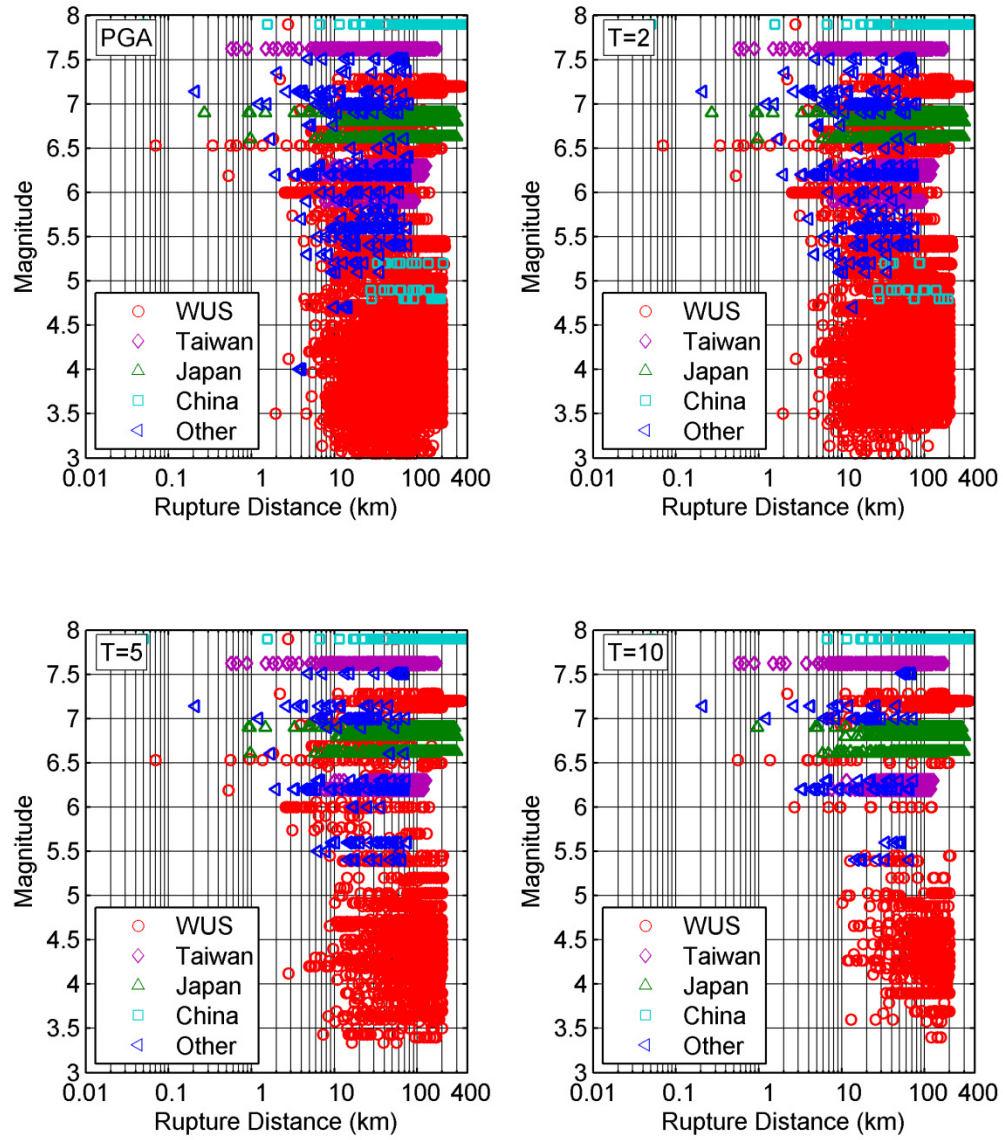 PGA
8
7.5
7
6.5
6
5.5
5
4.5
4
3.5
3
Magnitude
WUS
Taiwan
Japan
China
Other
0.01 0.1 1 10 100 400
Rupture Distance (km)
T=2
8
7.5
7
6.5
6
5.5
5
4.5
4
3.5
3
Magnitude
WUS
Taiwan
Japan
China
Other
0.01 0.1 1 10 100 400
Rupture Distance (km)
T=5
8
7.5
7
6.5
6
5.5
5
4.5
4
3.5
3
Magnitude
WUS
Taiwan
Japan
China
Other
0.01 0.1 1 10 100 400
Rupture Distance (km)
T=10
8
7.5
7
6.5
6
5.5
5
4.5
4
3.5
3
Magnitude
WUS
Taiwan
Japan
China
Other
0.01 0.1 1 10 100 400
Rupture Distance (km)